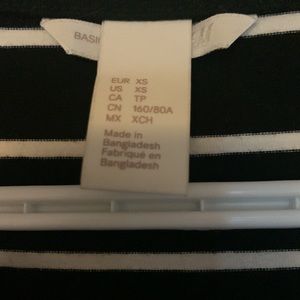 BASIC
EUR XS
US XS
CA TP
CN 160/80A
MX XCH
Made in
Bangladesh
Fabriqué en
Bangladesh